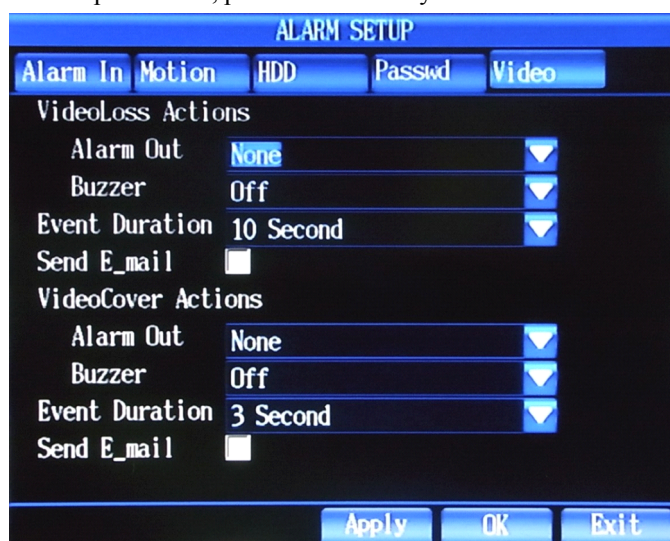 ALARM SETUP
Alarm In Motion HDD Passwd Video
VideoLoss Actions
Alarm Out None
Buzzer Off
Event Duration 10 Second
Send E_mail
VideoCover Actions
Alarm Out None
Buzzer Off
Event Duration 3 Second
Send E_mail
Apply OK Exit